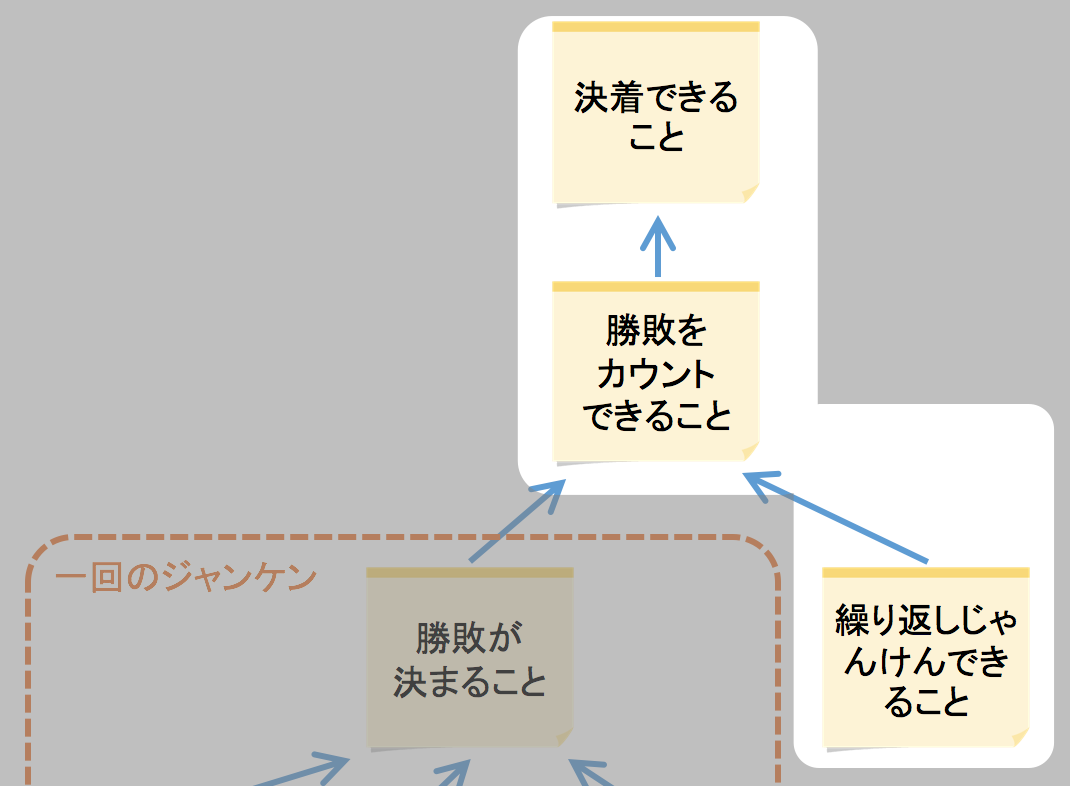 決着できる
こと
勝敗を
カウント
できること
一回のジャンケン
勝敗が
決まること
繰り返しじゃ
んけんでき
ること